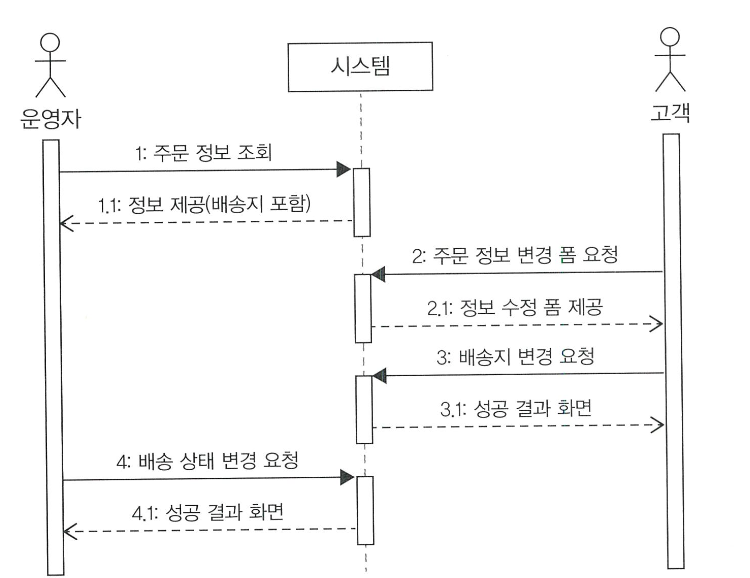 시스템
운영자
고객
1: 주문 정보 조회
1.1: 정보 제공(배송지 포함)
2: 주문 정보 변경 폼 요청
2.1: 정보 수정 폼 제공
3: 배송지 변경 요청
3.1: 성공 결과 화면
4: 배송 상태 변경 요청
4.1: 성공 결과 화면